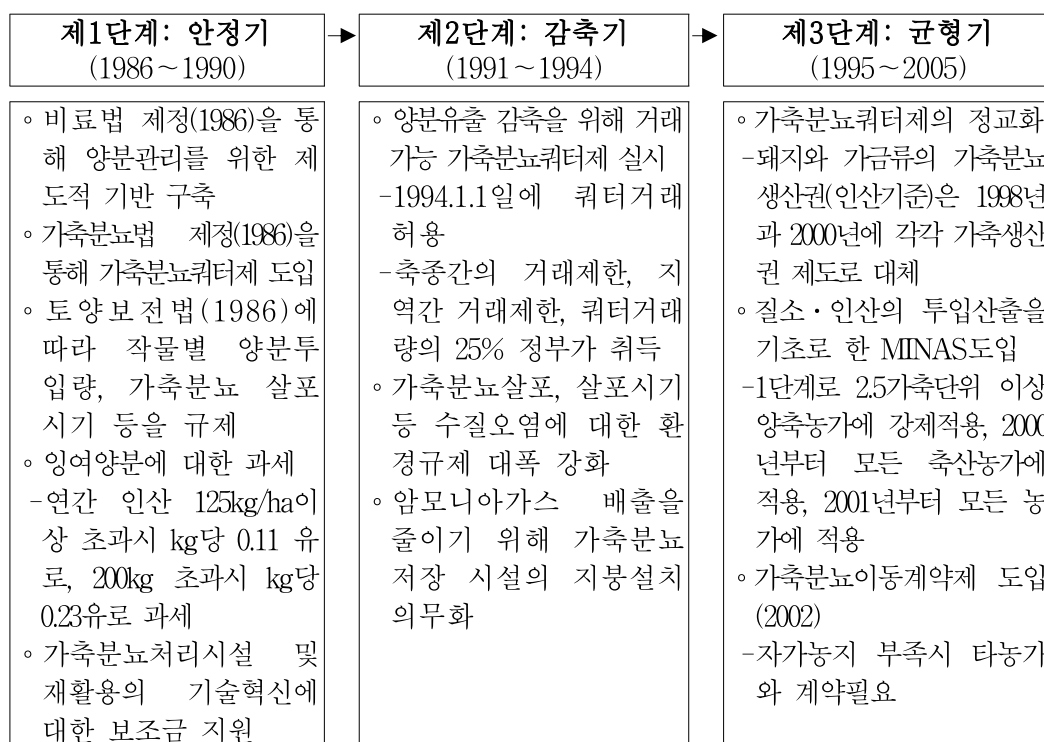 제1단계: 안정기
(1986～1990)
제2단계: 감축기
(1991～1994)
제3단계: 균형기
(1995～2005)
◦비료법 제정(1986)을 통
해 양분관리를 위한 제
도적 기반 구축
◦가축분뇨법 제정(1986)을
통해 가축분뇨쿼터제 도입
◦토양보전법(1986)에
따라 작물별 양분투
입량, 가축분뇨 살포
시기 등을 규제
◦잉여양분에 대한 과세
-연간 인산 125kg/ha이
상 초과시 kg당 0.11 유
로, 200kg 초과시 kg당
0.23유로 과세
◦가축분뇨처리시설 및
재활용의 기술혁신에
대한 보조금 지원
◦양분유출 감축을 위해 거래
가능 가축분뇨쿼터제 실시
-1994.1.1일에 쿼터거래
허용
-축종간의 거래제한, 지
역간 거래제한, 쿼터거래
량의 25% 정부가 취득
◦가축분뇨살포, 살포시기
등 수질오염에 대한 환
경규제 대폭 강화
◦암모니아가스 배출을
줄이기 위해 가축분뇨
저장 시설의 지붕설치
의무화
◦가축분뇨쿼터제의 정교화
-돼지와 가금류의 가축분뇨
생산권(인산기준)은 1998년
과 2000년에 각각 가축생산
권 제도로 대체
◦질소・인산의 투입산출을
기초로 한 MINAS도입
-1단계로 2.5가축단위 이상
양축농가에 강제적용, 2000
년부터 모든 축산농가에
적용, 2001년부터 모든 농
가에 적용
◦가축분뇨이동계약제 도입
(2002)
-자가농지 부족시 타농가
와 계약필요